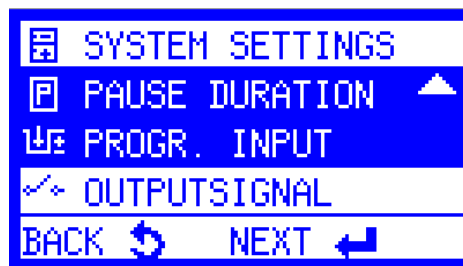 SYSTEM SETTINGS
P PAUSE DURATION
PROGR. INPUT
OUTPUTSIGNAL
BACK NEXT